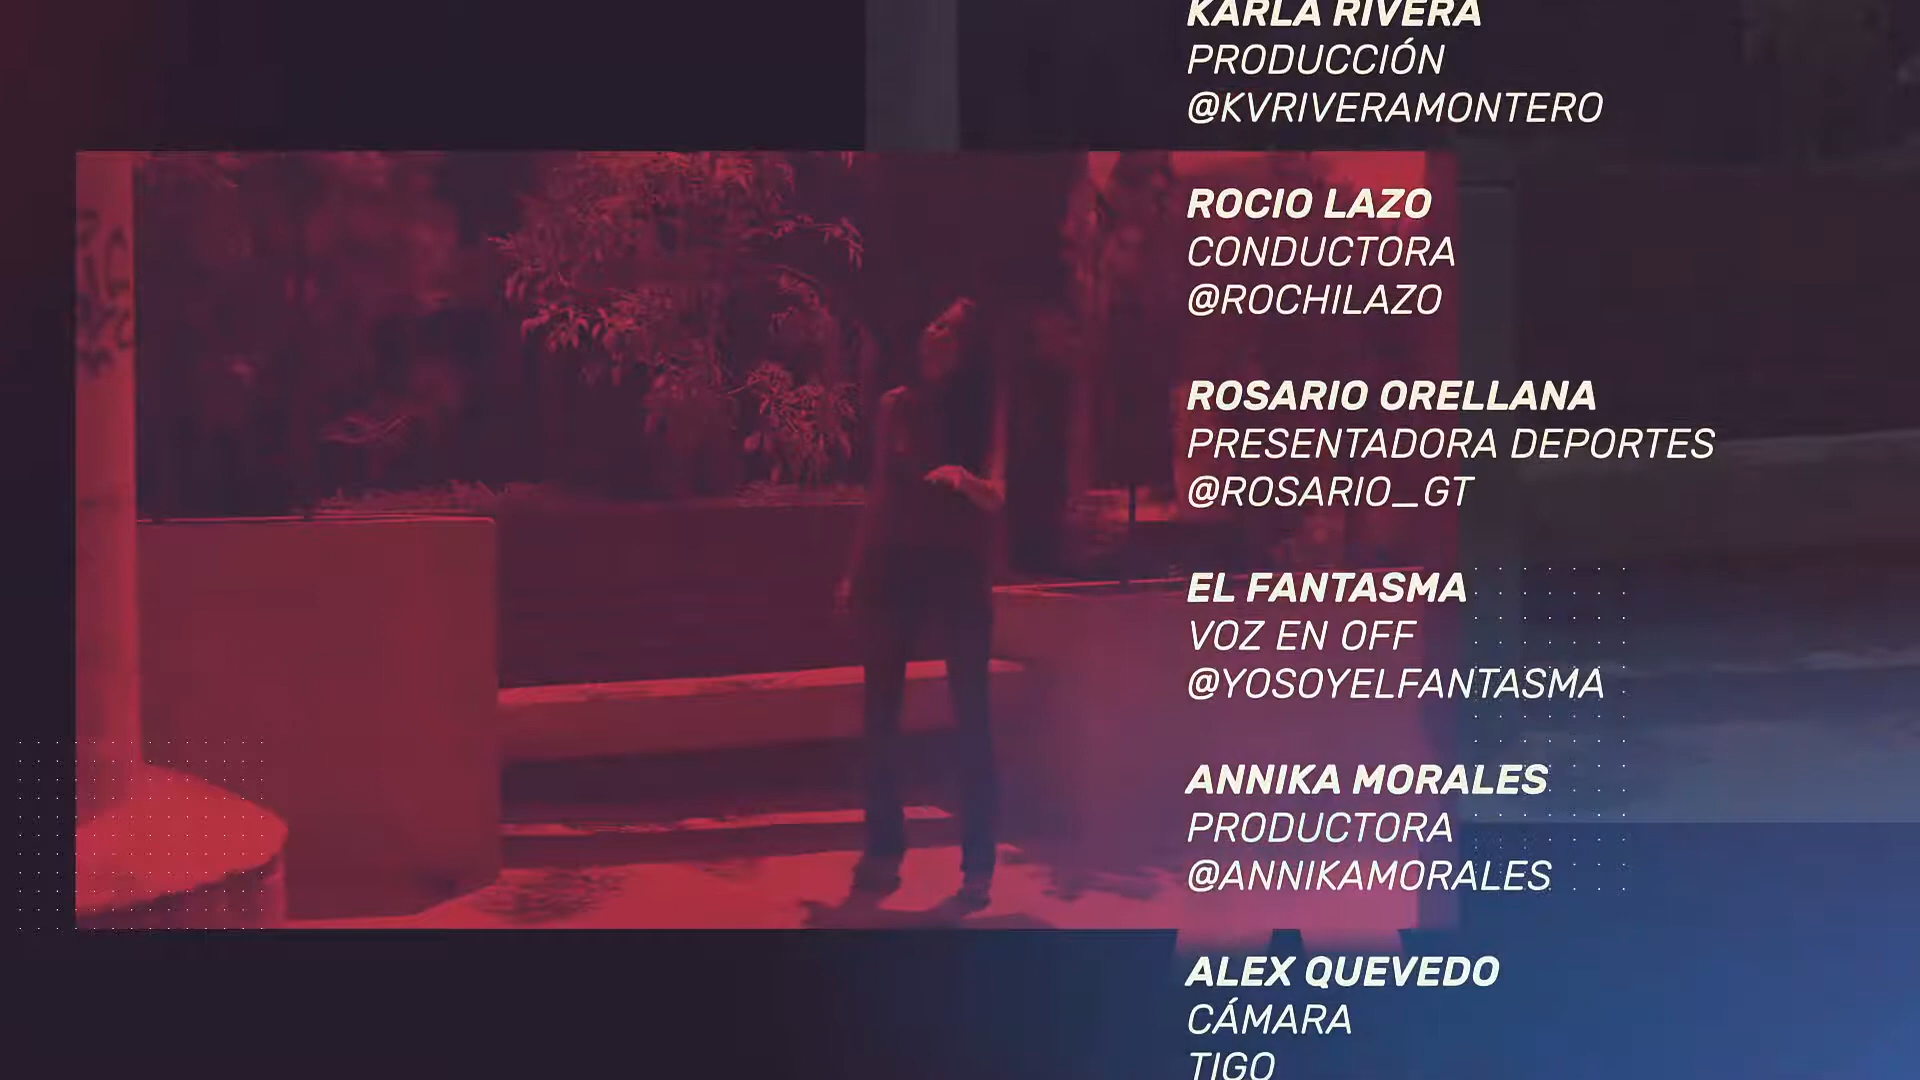 KARLA RIVERA
PRODUCCIÓN
@KVRIVERAMONTERO
ROCIO LAZO
CONDUCTORA
@ROCHILAZO
ROSARIO ORELLANA
PRESENTADORA DEPORTES
@ROSARIO_GT
EL FANTASMA
VOZ EN OFF
@YOSOYELFANTASMA
ANNIKA MORALES
PRODUCTORA
@ANNIKAMORALES
ALEX QUEVEDO
CÁMARA
TIGO